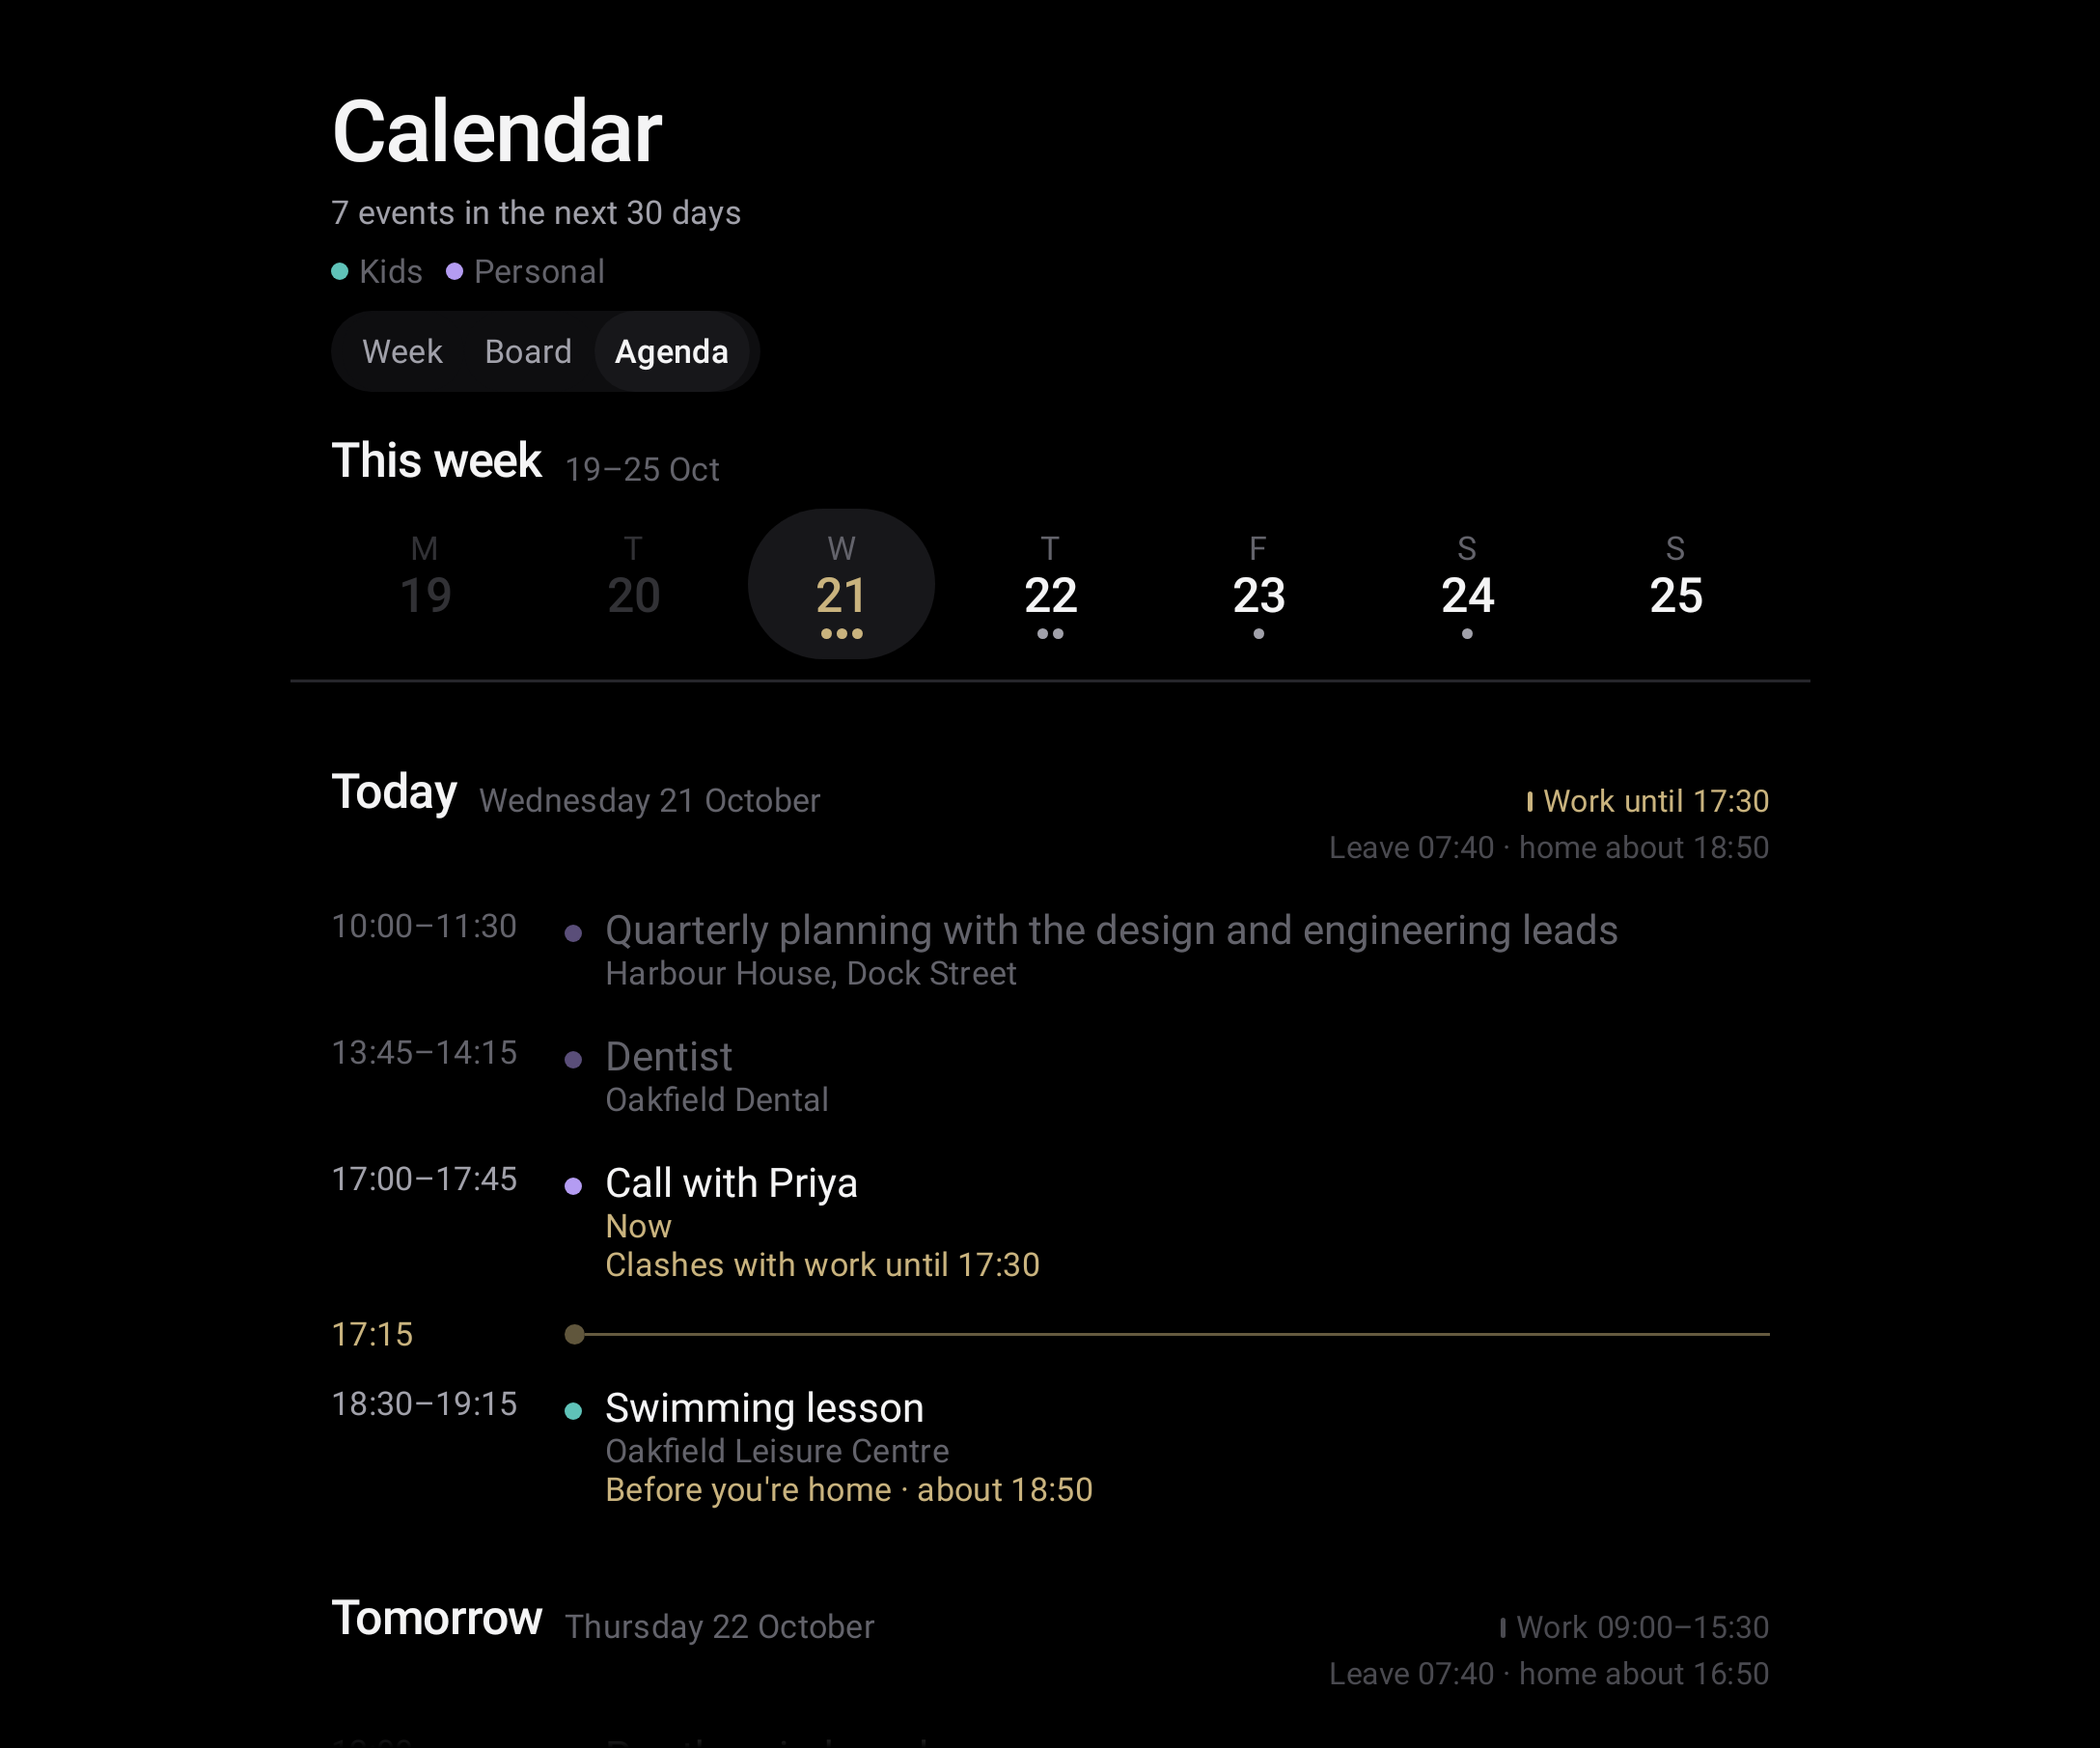 Calendar
7 events in the next 30 days
Kids Personal
Week Board Agenda
This week 19–25 Oct
M T W T F S S
19 20 21 22 23 24 25
Today Wednesday 21 October Work until 17:30
Leave 07:40 · home about 18:50
10:00–11:30 Quarterly planning with the design and engineering leads
Harbour House, Dock Street
13:45–14:15 Dentist
Oakfield Dental
17:00–17:45 Call with Priya
Now
Clashes with work until 17:30
17:15
18:30–19:15 Swimming lesson
Oakfield Leisure Centre
Before you're home · about 18:50
Tomorrow Thursday 22 October Work 09:00–15:30
Leave 07:40 · home about 16:50